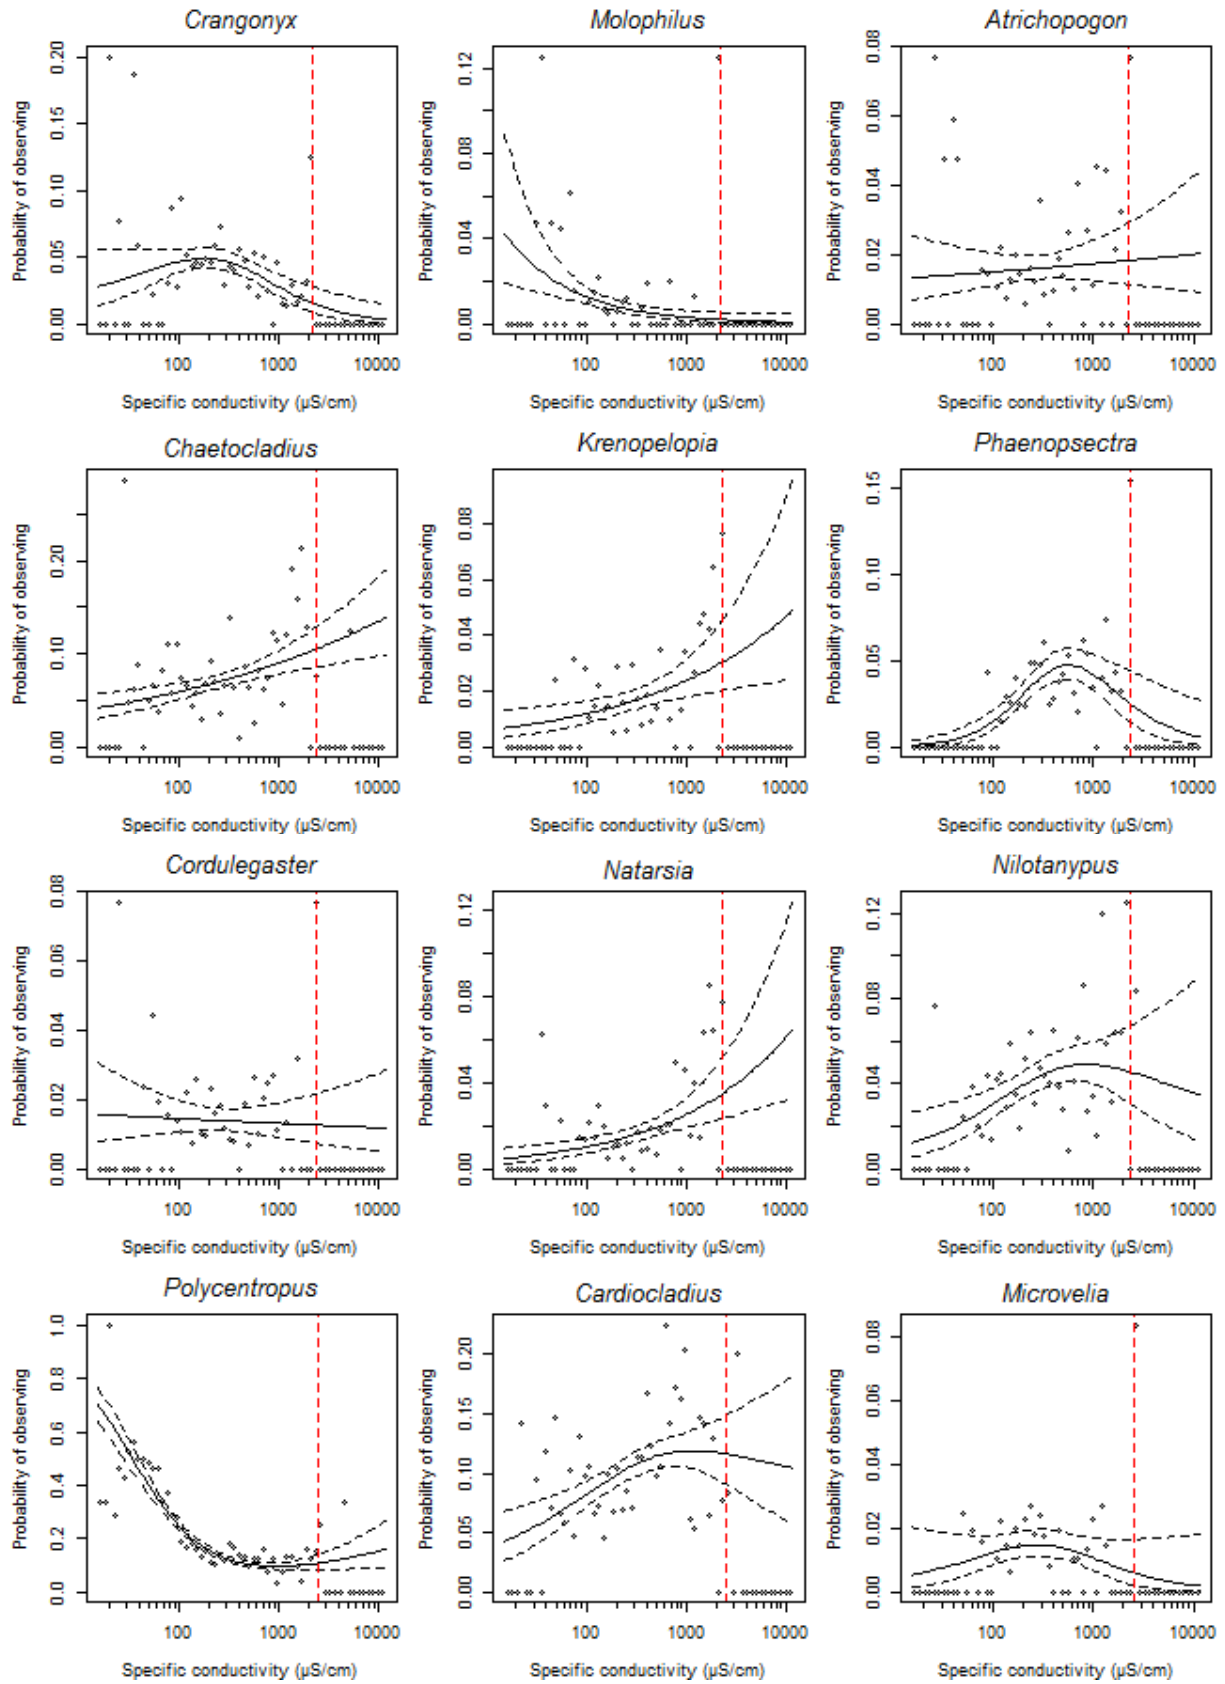 Crangonyx
Probability of observing
0.20
0.15
0.10
0.05
0.00
100 1000 10000
Specific conductivity (µS/cm)
Molophilus
Probability of observing
0.12
0.08
0.04
0.00
100 1000 10000
Specific conductivity (µS/cm)
Atrichopogon
Probability of observing
0.08
0.06
0.04
0.02
0.00
100 1000 10000
Specific conductivity (µS/cm)
Chaetocladius
Probability of observing
0.20
0.10
0.00
100 1000 10000
Specific conductivity (µS/cm)
Krenopelopia
Probability of observing
0.08
0.06
0.04
0.02
0.00
100 1000 10000
Specific conductivity (µS/cm)
Phaenopsectra
Probability of observing
0.15
0.10
0.05
0.00
100 1000 10000
Specific conductivity (µS/cm)
Cordulegaster
Probability of observing
0.08
0.06
0.04
0.02
0.00
100 1000 10000
Specific conductivity (µS/cm)
Natarsia
Probability of observing
0.12
0.08
0.04
0.00
100 1000 10000
Specific conductivity (µS/cm)
Nilotanypus
Probability of observing
0.12
0.08
0.04
0.00
100 1000 10000
Specific conductivity (µS/cm)
Polycentropus
Probability of observing
1.0
0.8
0.6
0.4
0.2
0.0
100 1000 10000
Specific conductivity (µS/cm)
Cardiocladius
Probability of observing
0.20
0.15
0.10
0.05
0.00
100 1000 10000
Specific conductivity (µS/cm)
Microvelia
Probability of observing
0.08
0.06
0.04
0.02
0.00
100 1000 10000
Specific conductivity (µS/cm)